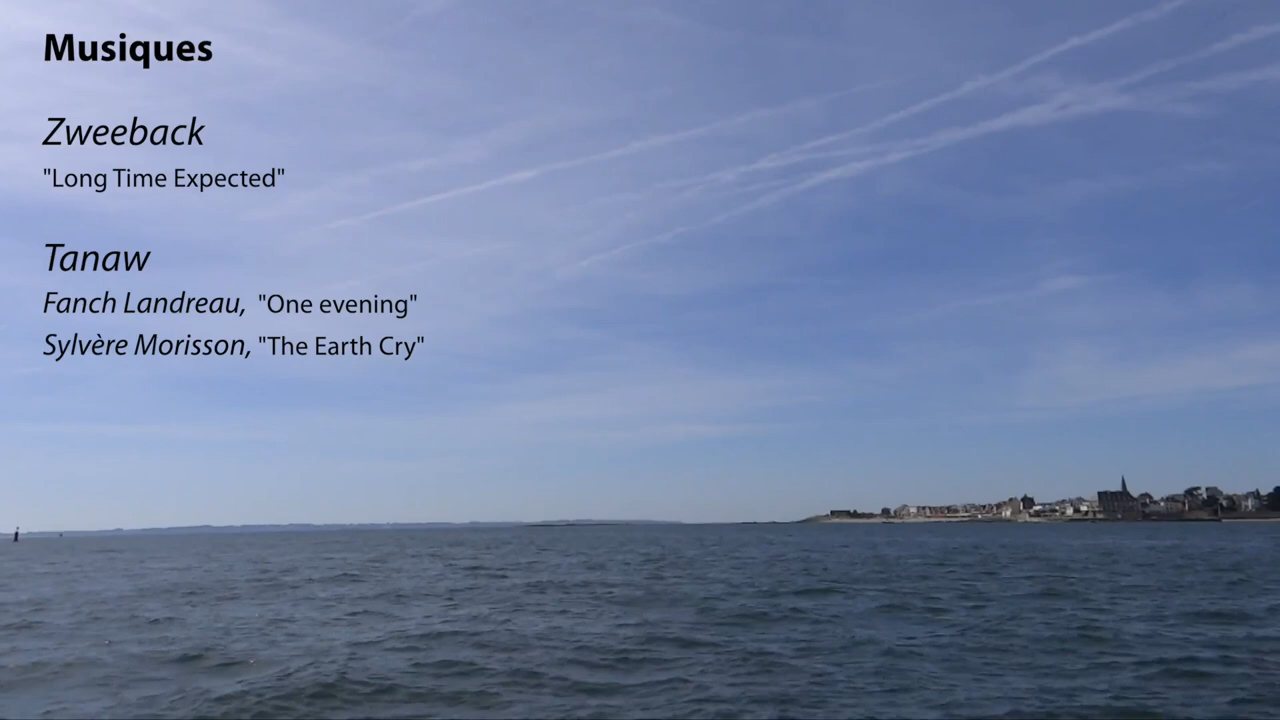 Musiques
Zweeback
"Long Time Expected"
Tanaw
Fanch Landreau, "One evening"
Sylvère Morisson, "The Earth Cry"